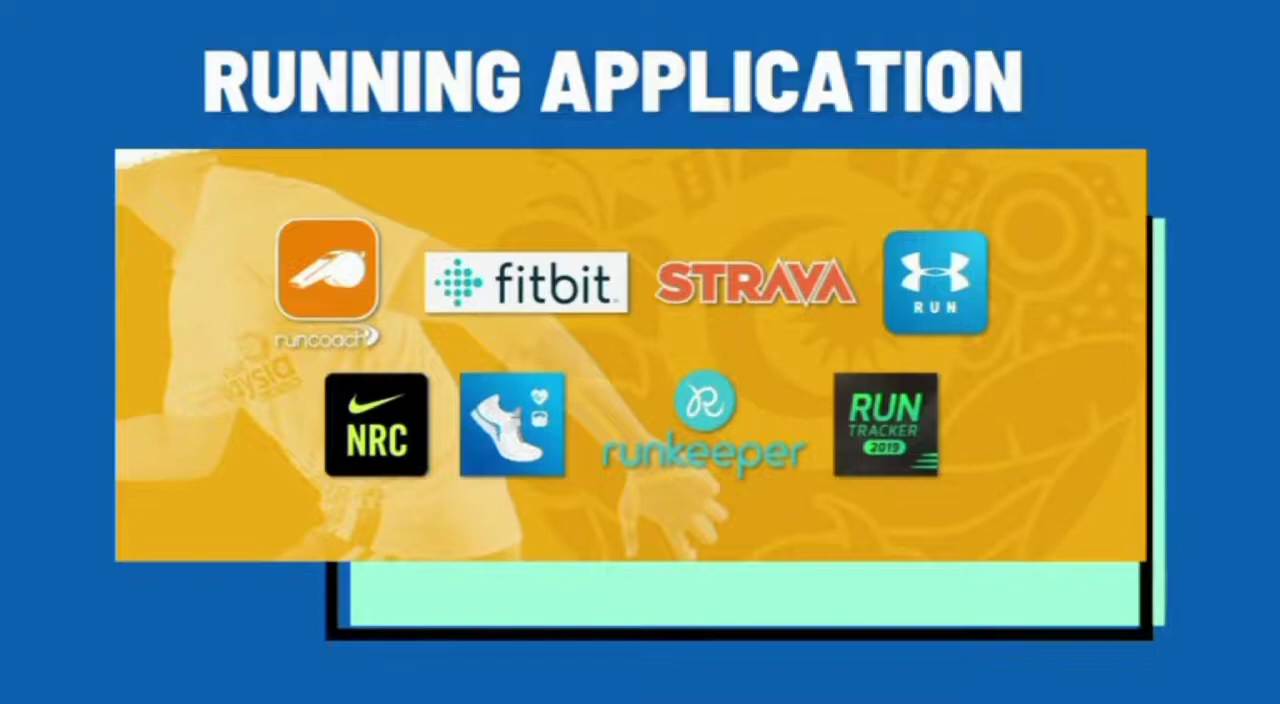 RUNNING APPLICATION
runcoach
fitbit
STRAVA
RUN
NRC
runkeeper
RUN
TRACKER
2019